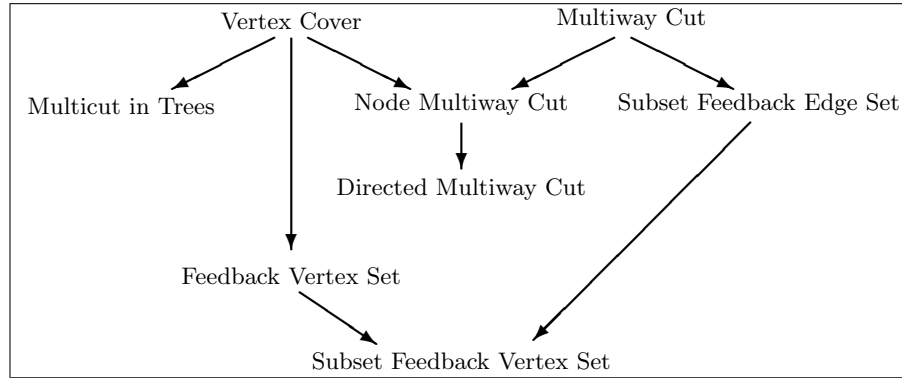 Vertex Cover
Multiway Cut
Multicut in Trees
Node Multiway Cut
Subset Feedback Edge Set
Directed Multiway Cut
Feedback Vertex Set
Subset Feedback Vertex Set